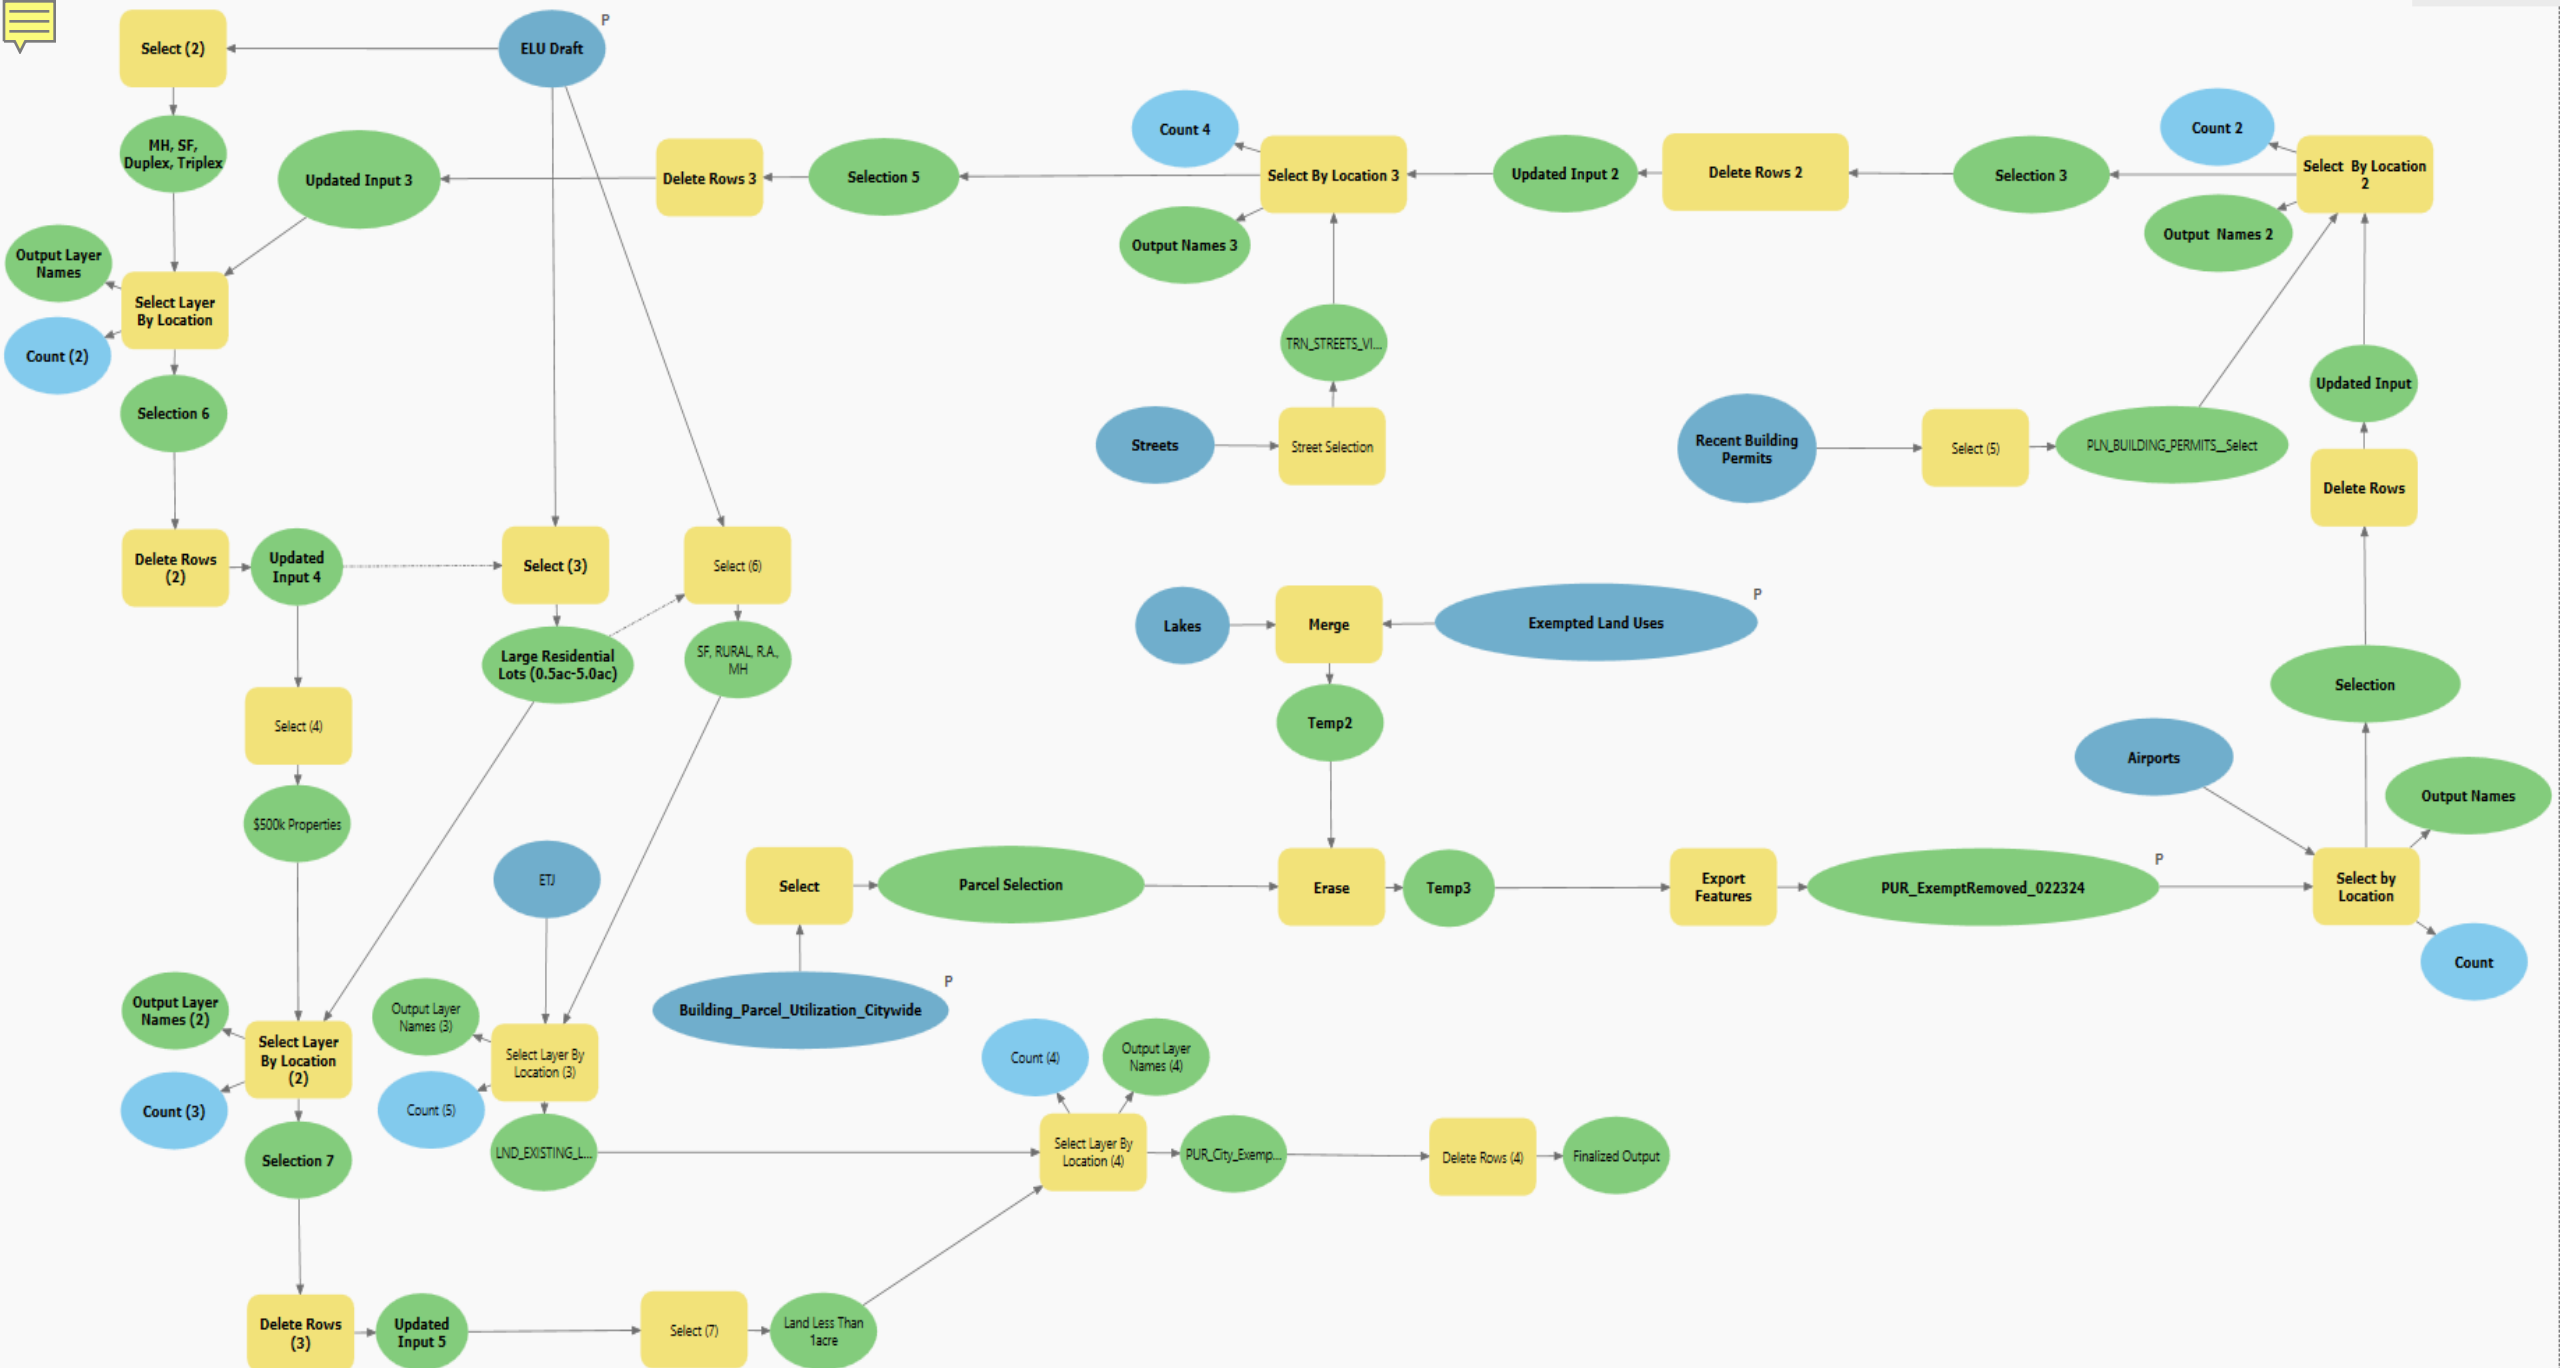 Select (2)
ELU Draft
P
MH, SF,
Duplex, Triplex
Updated Input 3
Delete Rows 3
Selection 5
Count 4
Select By Location 3
Output Names 3
Updated Input 2
Delete Rows 2
Selection 3
Count 2
Select By Location
2
Output Names 2
Output Layer
Names
Select Layer
By Location
Count (2)
Selection 6
TRN_STREETS_VI...
Streets
Street Selection
Recent Building
Permits
Select (5)
PLN_BUILDING_PERMITS__Select
Updated Input
Delete Rows
Delete Rows
(2)
Updated
Input 4
Select (3)
Select (6)
Large Residential
Lots (0.5ac-5.0ac)
SF, RURAL, R.A.,
MH
Lakes
Merge
Exempted Land Uses
P
Temp2
Selection
Select (4)
$500k Properties
Airports
Output Names
ETJ
Select
Parcel Selection
Erase
Temp3
Export
Features
PUR_ExemptRemoved_022324
P
Select by
Location
Count
Building_Parcel_Utilization_Citywide
P
Output Layer
Names (2)
Select Layer
By Location
(2)
Count (3)
Output Layer
Names (3)
Select Layer By
Location (3)
Count (5)
Count (4)
Output Layer
Names (4)
Selection 7
LND_EXISTING_L...
Select Layer By
Location (4)
PUR_City_Exemp...
Delete Rows (4)
Finalized Output
Delete Rows
(3)
Updated
Input 5
Select (7)
Land Less Than
1acre